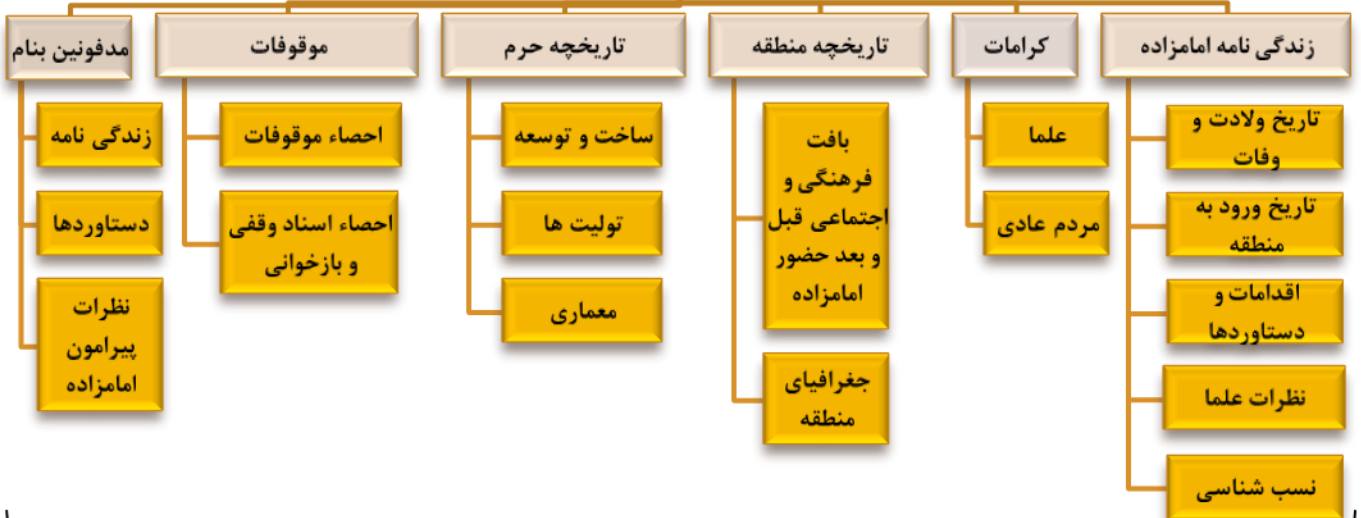 زندگی نامه امامزاده
تاریخ ولادت و
وفات
تاریخ ورود به
منطقه
اقدامات و
دستاوردها
نظرات علما
نسب شناسی
کرامات
علما
مردم عادی
تاریخچه منطقه
بافت
فرهنگی و
اجتماعی قبل
و بعد حضور
امامزاده
جغرافیای
منطقه
تاریخچه حرم
ساخت و توسعه
تولیت ها
معماری
موقوفات
احصاء موقوفات
احصاء اسناد وقفی
و بازخوانی
مدفونین بنام
زندگی نامه
دستاوردها
نظرات
پیرامون
امامزاده